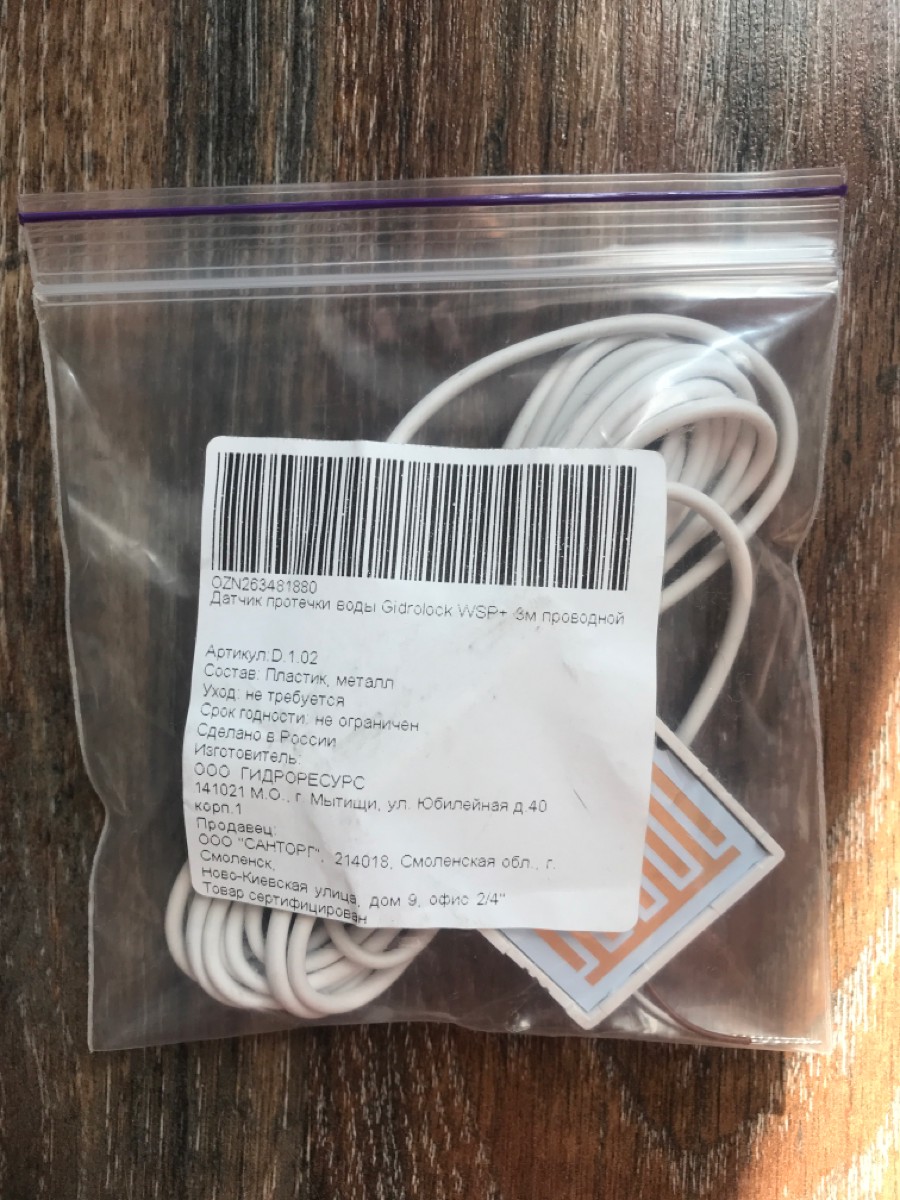 OZN263481880
Датчик протечки воды Gidrolock WSP+ 3м проводной
Артикул:D.1.02
Состав: Пластик, металл
Уход: не требуется
Срок годности: не ограничен
Сделано в России
Изготовитель:
ООО ГИДРОРЕСУРС
141021 М.О., г. Мытищи, ул. Юбилейная д.40
корп.1
Продавец:
ООО "САНТОРГ", 214018, Смоленская обл., г.
Смоленск,
Ново-Киевская улица, дом 9, офис 2/4"
Товар сертифицирован